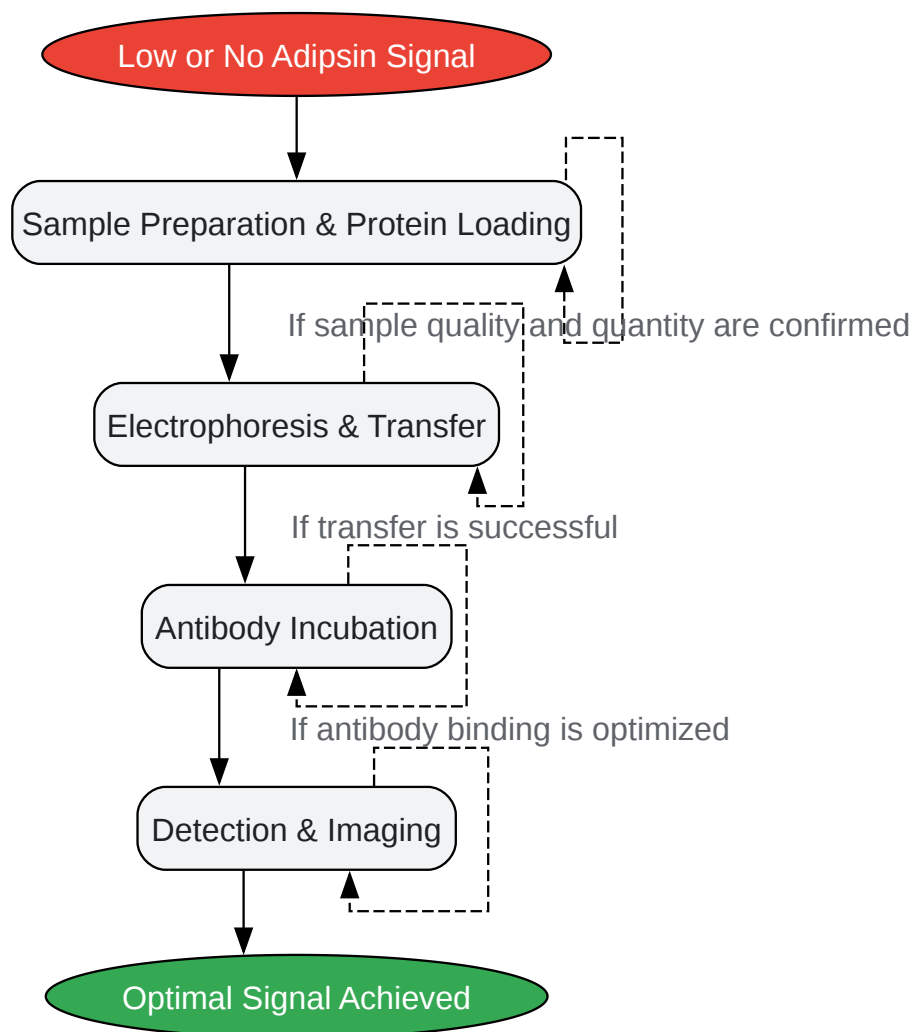 Low or No Adipsin Signal
Sample Preparation & Protein Loading
If sample quality and quantity are confirmed
Electrophoresis & Transfer
If transfer is successful
Antibody Incubation
If antibody binding is optimized
Detection & Imaging
Optimal Signal Achieved